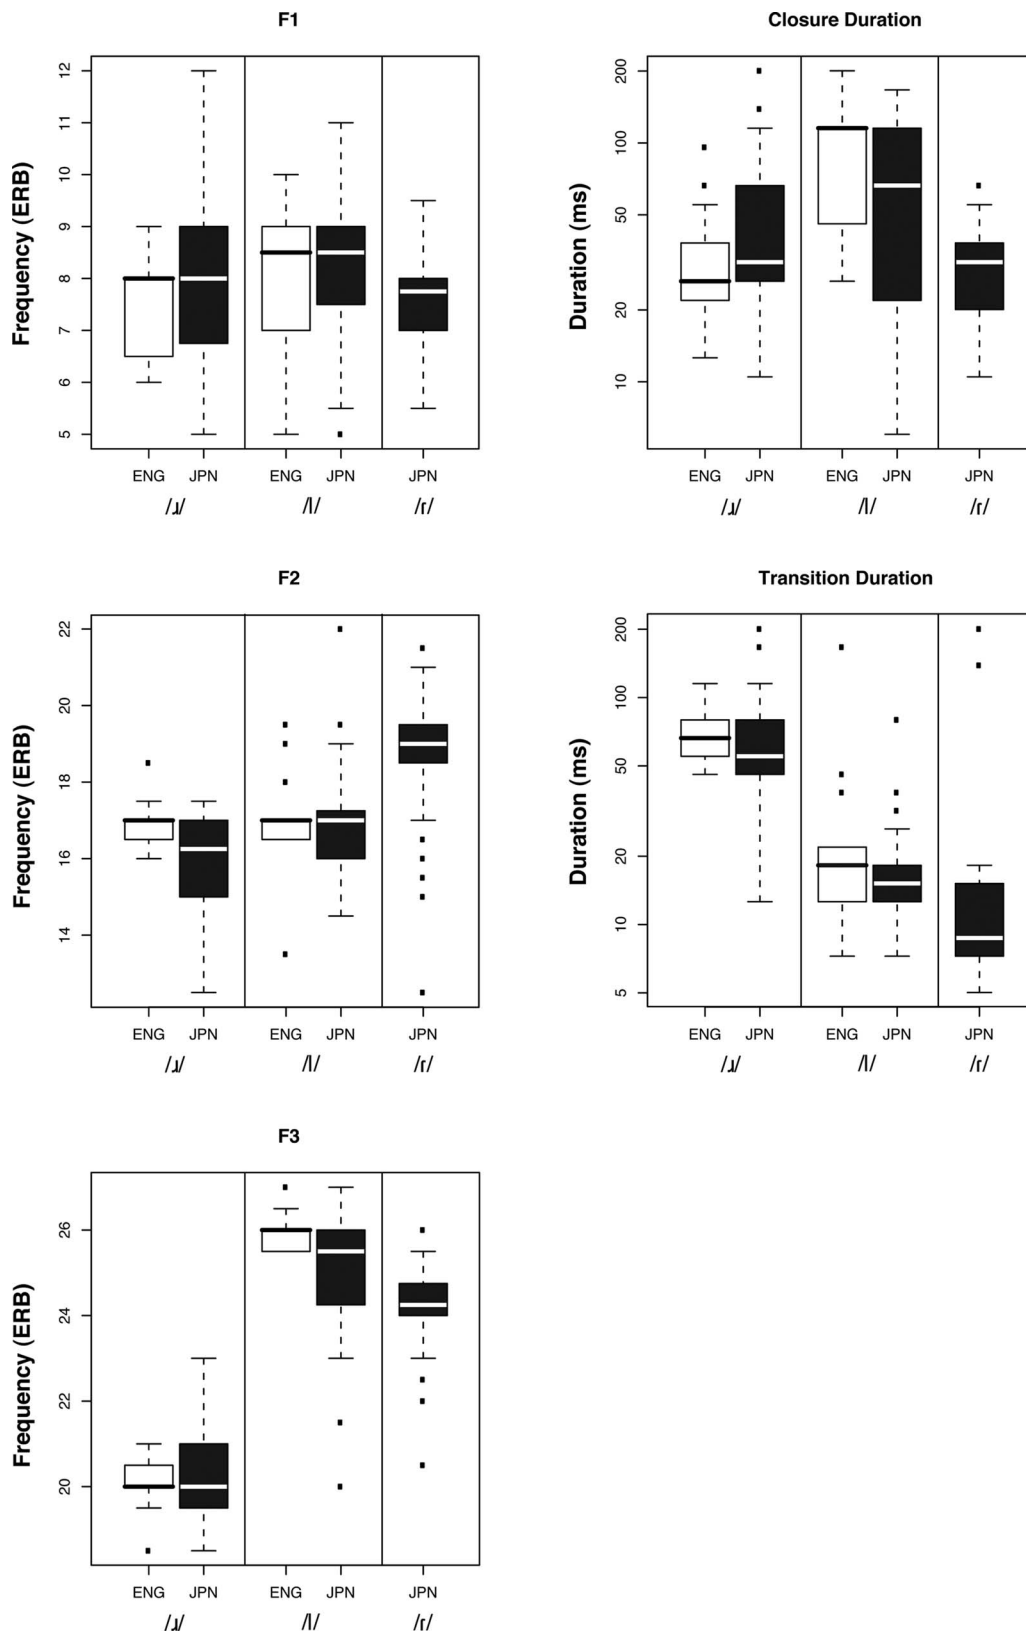 F1
Frequency (ERB)
12
11
10
9
8
7
6
5
ENG JPN ENG JPN JPN
/ɹ/ /l/ /ɾ/
Closure Duration
Duration (ms)
200
100
50
20
10
ENG JPN ENG JPN JPN
/ɹ/ /l/ /ɾ/
F2
Frequency (ERB)
22
20
18
16
14
ENG JPN ENG JPN JPN
/ɹ/ /l/ /ɾ/
Transition Duration
Duration (ms)
200
100
50
20
10
5
ENG JPN ENG JPN JPN
/ɹ/ /l/ /ɾ/
F3
Frequency (ERB)
26
24
22
20
ENG JPN ENG JPN JPN
/ɹ/ /l/ /ɾ/